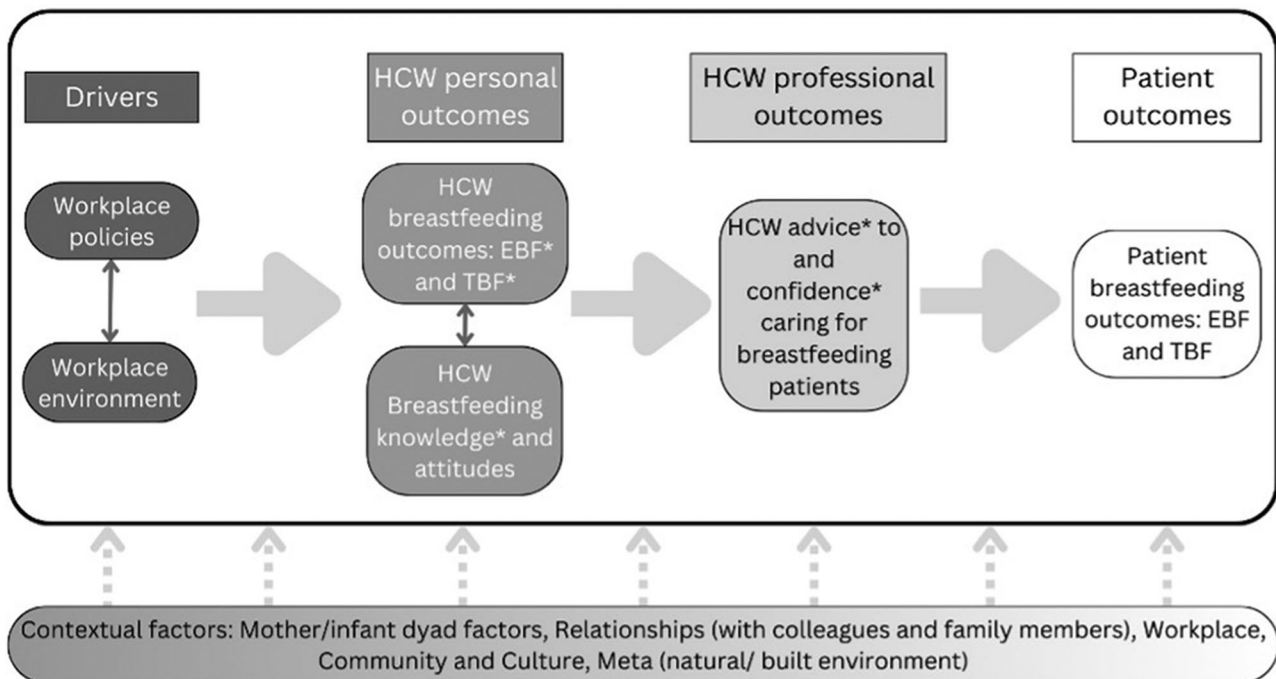 Drivers
HCW personal
outcomes
HCW professional
outcomes
Patient
outcomes
Workplace
policies
Workplace
environment
HCW
breastfeeding
outcomes: EBF*
and TBF*
HCW
Breastfeeding
knowledge* and
attitudes
HCW advice* to
and
confidence*
caring for
breastfeeding
patients
Patient
breastfeeding
outcomes: EBF
and TBF
Contextual factors: Mother/infant dyad factors, Relationships (with colleagues and family members), Workplace,
Community and Culture, Meta (natural/ built environment)